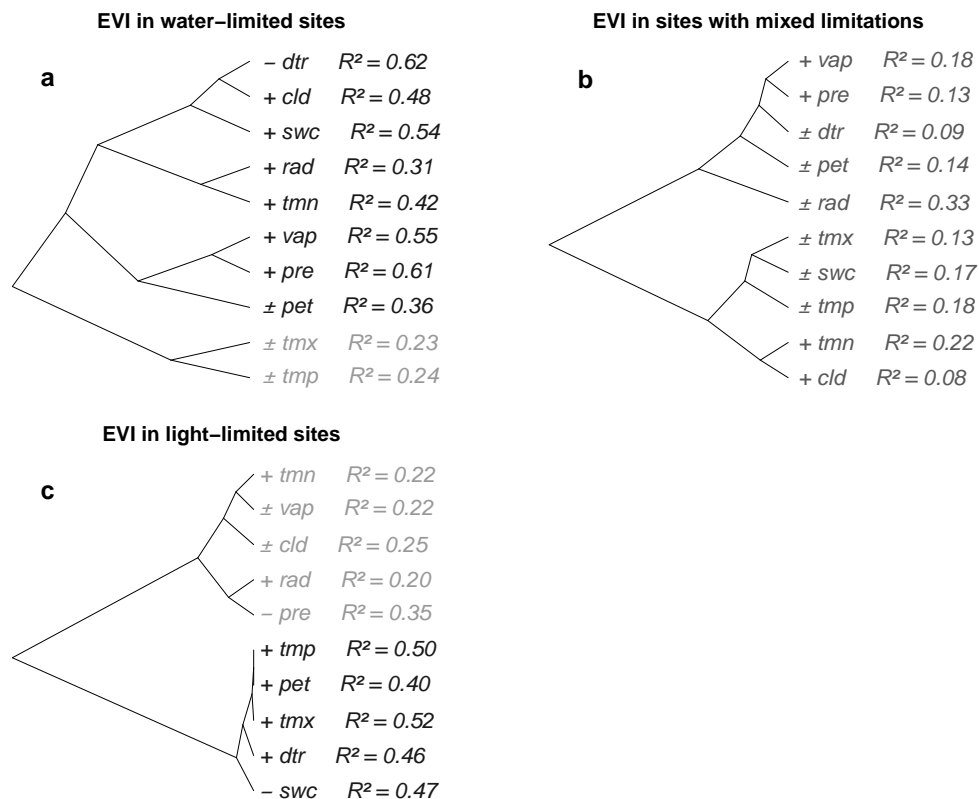 EVI in water−limited sites
a
− dtr R² = 0.62
+ cld R² = 0.48
+ swc R² = 0.54
+ rad R² = 0.31
+ tmn R² = 0.42
+ vap R² = 0.55
+ pre R² = 0.61
± pet R² = 0.36
± tmx R² = 0.23
± tmp R² = 0.24
EVI in sites with mixed limitations
b
+ vap R² = 0.18
+ pre R² = 0.13
± dtr R² = 0.09
± pet R² = 0.14
± rad R² = 0.33
± tmx R² = 0.13
± swc R² = 0.17
± tmp R² = 0.18
+ tmn R² = 0.22
+ cld R² = 0.08
EVI in light−limited sites
c
+ tmn R² = 0.22
± vap R² = 0.22
± cld R² = 0.25
+ rad R² = 0.20
− pre R² = 0.35
+ tmp R² = 0.50
+ pet R² = 0.40
+ tmx R² = 0.52
+ dtr R² = 0.46
− swc R² = 0.47